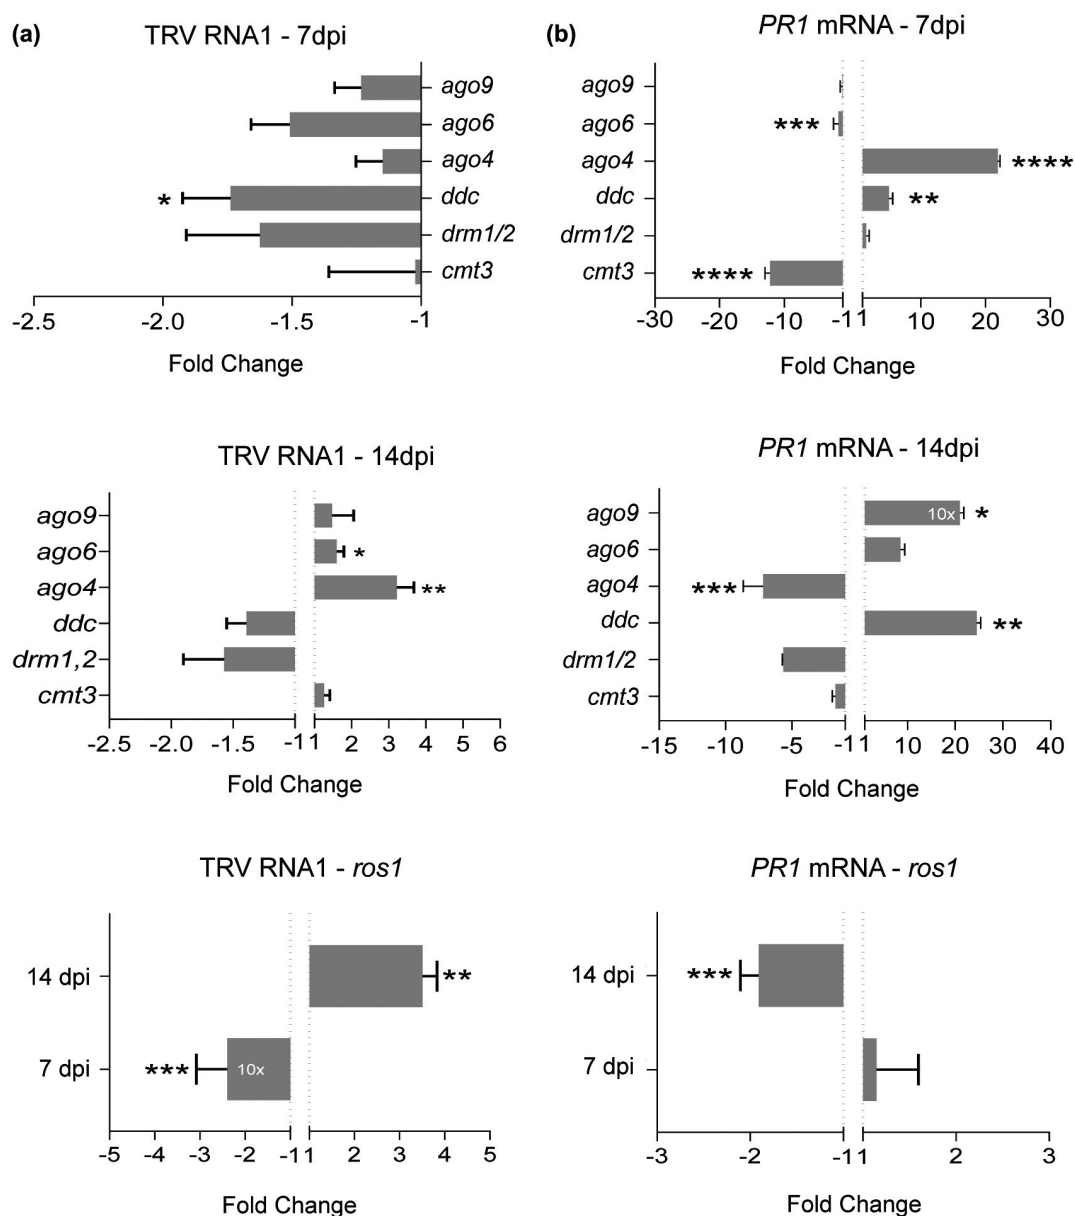 (a)
TRV RNA1 - 7dpi
ago9
ago6
ago4
* ddc
drm1/2
cmt3
-2.5 -2.0 -1.5 -1
Fold Change
(b)
PR1 mRNA - 7dpi
ago9
ago6 ***
ago4 ****
ddc **
drm1/2
cmt3 ****
-30 -20 -10 -1 1 10 20 30
Fold Change
TRV RNA1 - 14dpi
ago9
ago6 *
ago4 **
ddc
drm1,2
cmt3
-2.5 -2.0 -1.5 -1 1 2 3 4 5 6
Fold Change
PR1 mRNA - 14dpi
ago9 10x *
ago6
ago4 ***
ddc **
drm1/2
cmt3
-15 -10 -5 -1 1 10 20 30 40
Fold Change
TRV RNA1 - ros1
14 dpi **
7 dpi *** 10x
-5 -4 -3 -2 -1 1 2 3 4 5
Fold Change
PR1 mRNA - ros1
14 dpi ***
7 dpi
-3 -2 -1 1 2 3
Fold Change